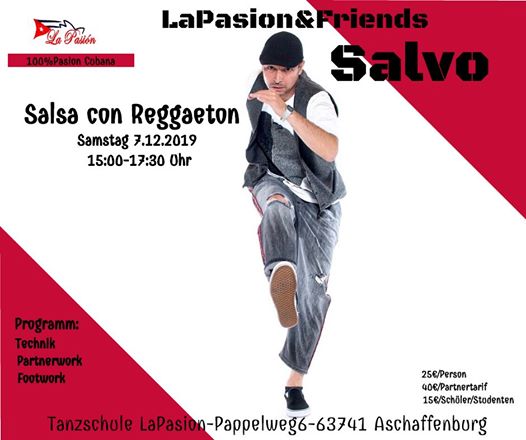 LaPasion&Friends
La Pasión
100%Pasion Cubana
Salvo
Salsa con Reggaeton
Samstag 7.12.2019
15:00-17:30 Uhr
Programm:
Technik
Partnerwork
Footwork
25€/Person
40€/Partnertarif
15€/Schöler/Studenten
Tanzschule LaPasion-Pappelweg6-63741 Aschaffenburg